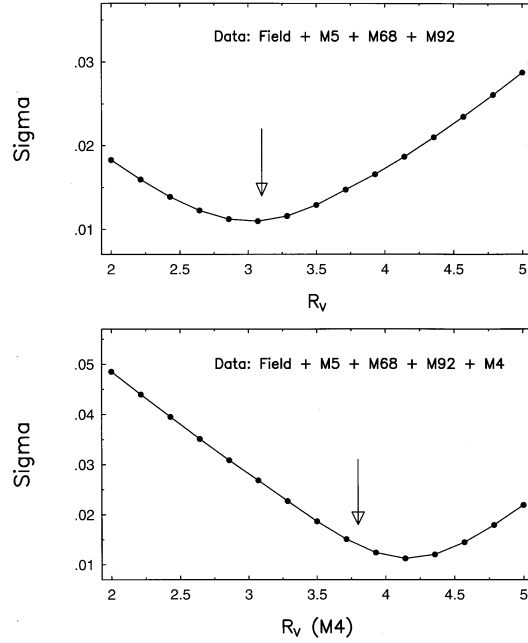 Data: Field + M5 + M68 + M92
.03
.02
.01
Sigma
2 2.5 3 3.5 4 4.5 5
R_V
Data: Field + M5 + M68 + M92 + M4
.05
.04
.03
.02
.01
Sigma
2 2.5 3 3.5 4 4.5 5
R_V (M4)